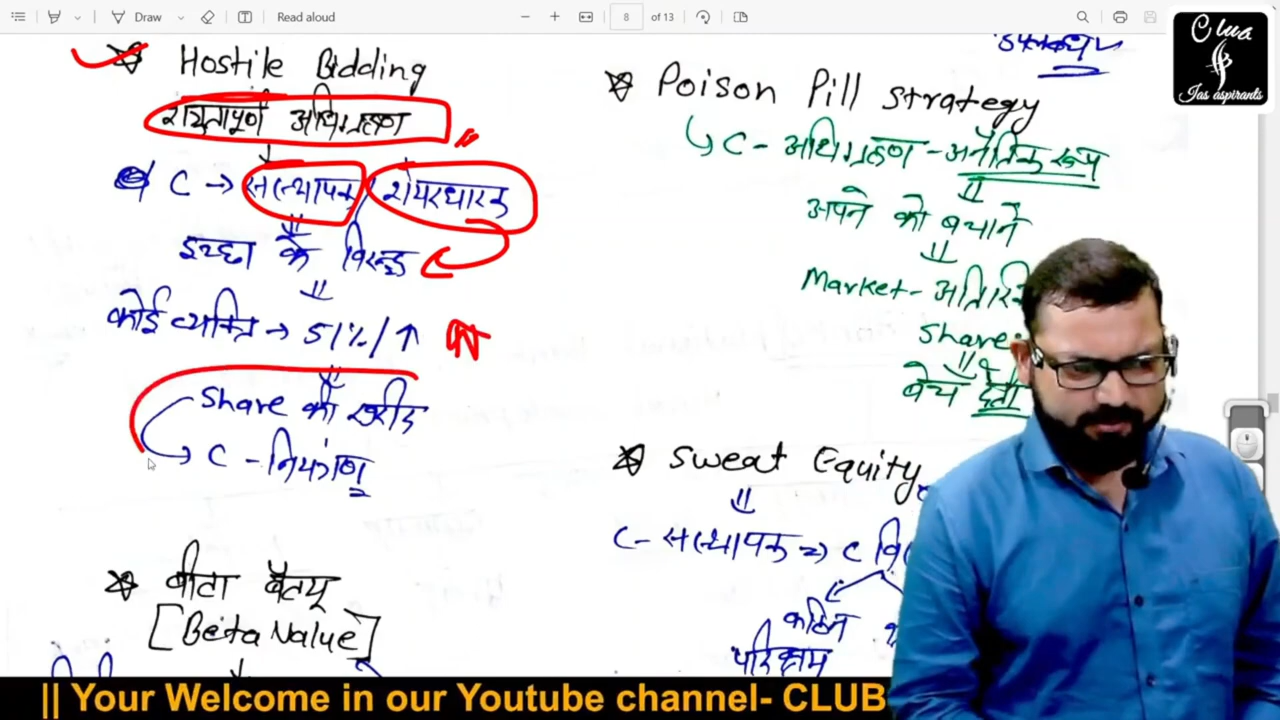 Draw
Read aloud
8 of 13
Clua
Ias aspirants
Hostile Bidding
शत्रुतापूर्ण अधिग्रहण
C → संस्थापक / शेयरधारक
इच्छा के विरुद्ध
कोई व्यक्ति → 51% / ↑
Share की खरीद
C - नियंत्रण
बीटा वैल्यू
[Beta Value]
Poison Pill Strategy
C - अधिग्रहण - अनैतिक रूप
अपने को बचाने
Market -
Share
बेच देता
Sweat Equity
C - संस्थापक ⇒ C
कठिन
परिश्रम
|| Your Welcome in our Youtube channel- CLUB